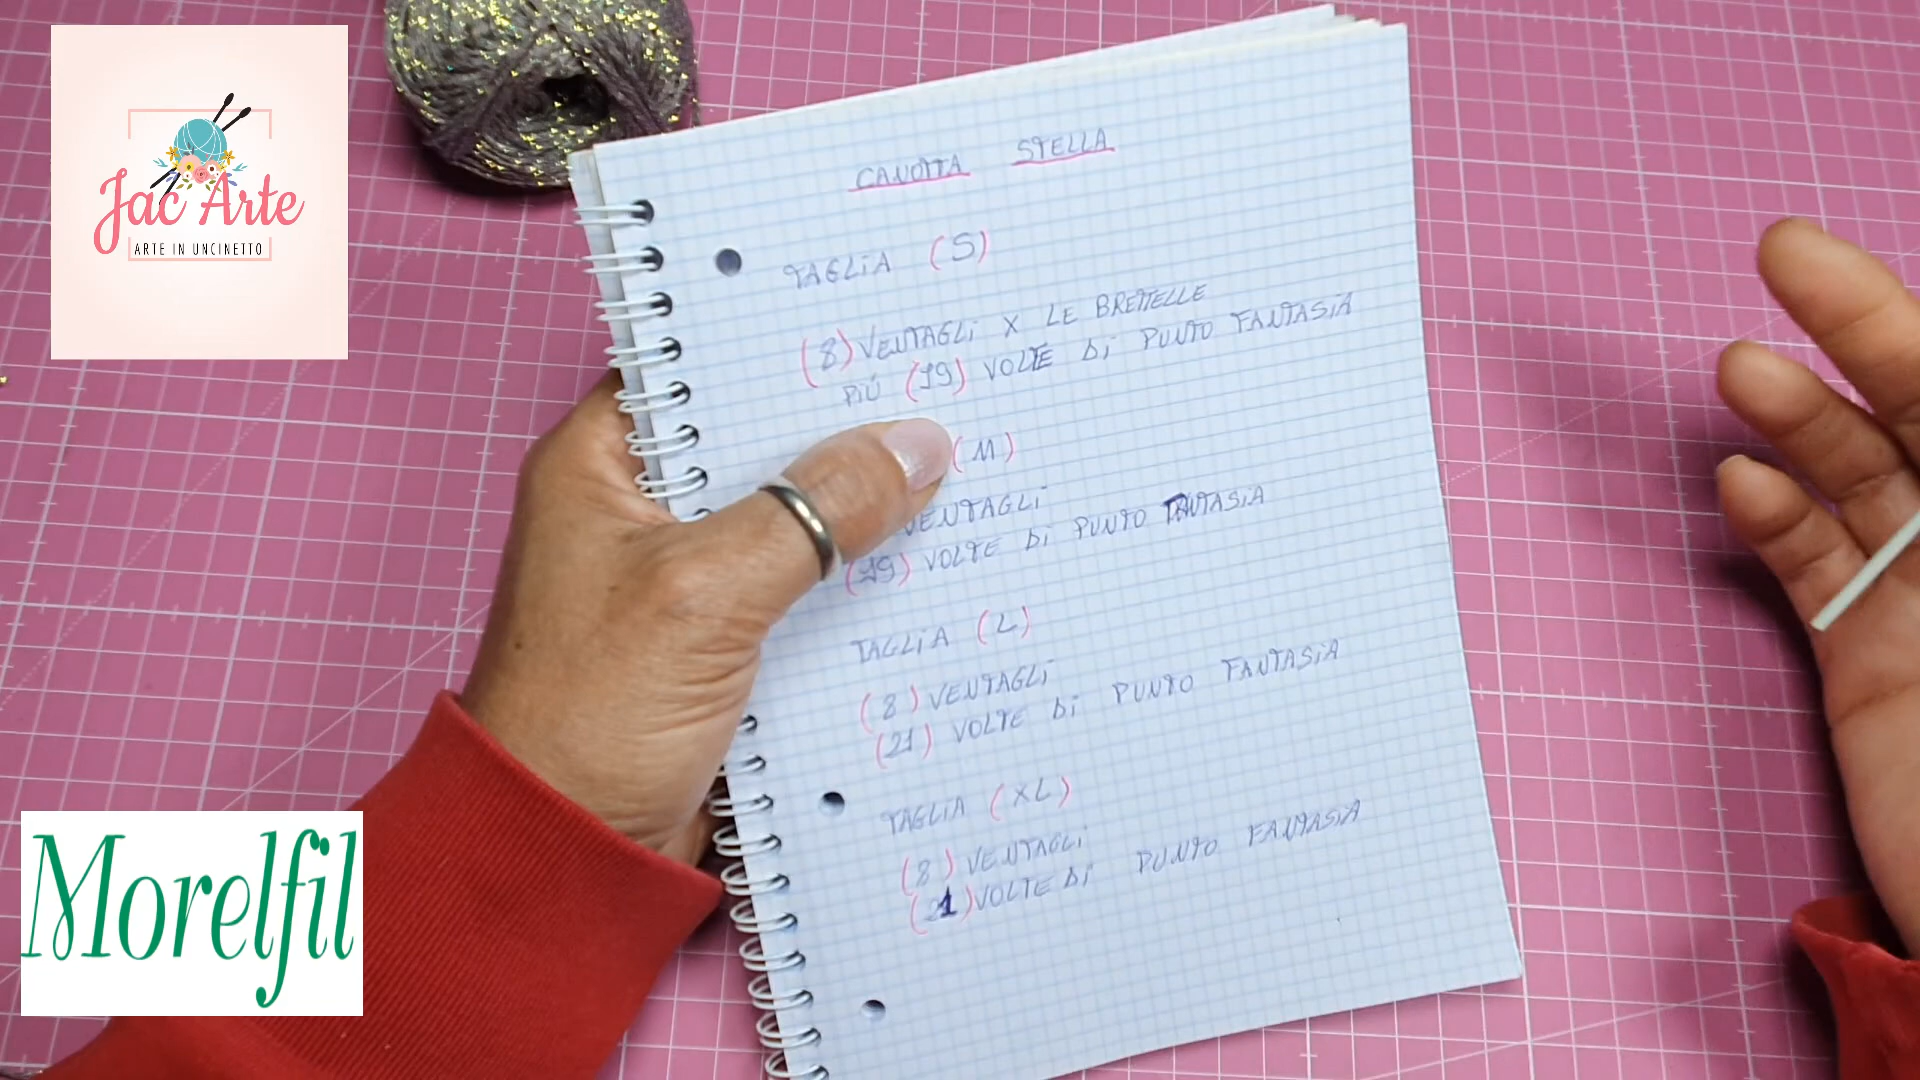 Jac Arte
ARTE IN UNCINETTO
CANOTTA STELLA
TAGLIA (S)
(8) VENTAGLI X LE BRETTELLE
PIÚ (19) VOLTE Di PUNTO FANTASiA
(M)
VENTAGLi
(19) VOLTE Di PUNTO FANTASiA
TAGLiA (L)
(8) VENTAGLi
(21) VOLTE Di PUNTO FANTASiA
TAGLiA (XL)
(8) VENTAGLi
(21) VOLTE Di PUNTO FANTASiA
Morelfil